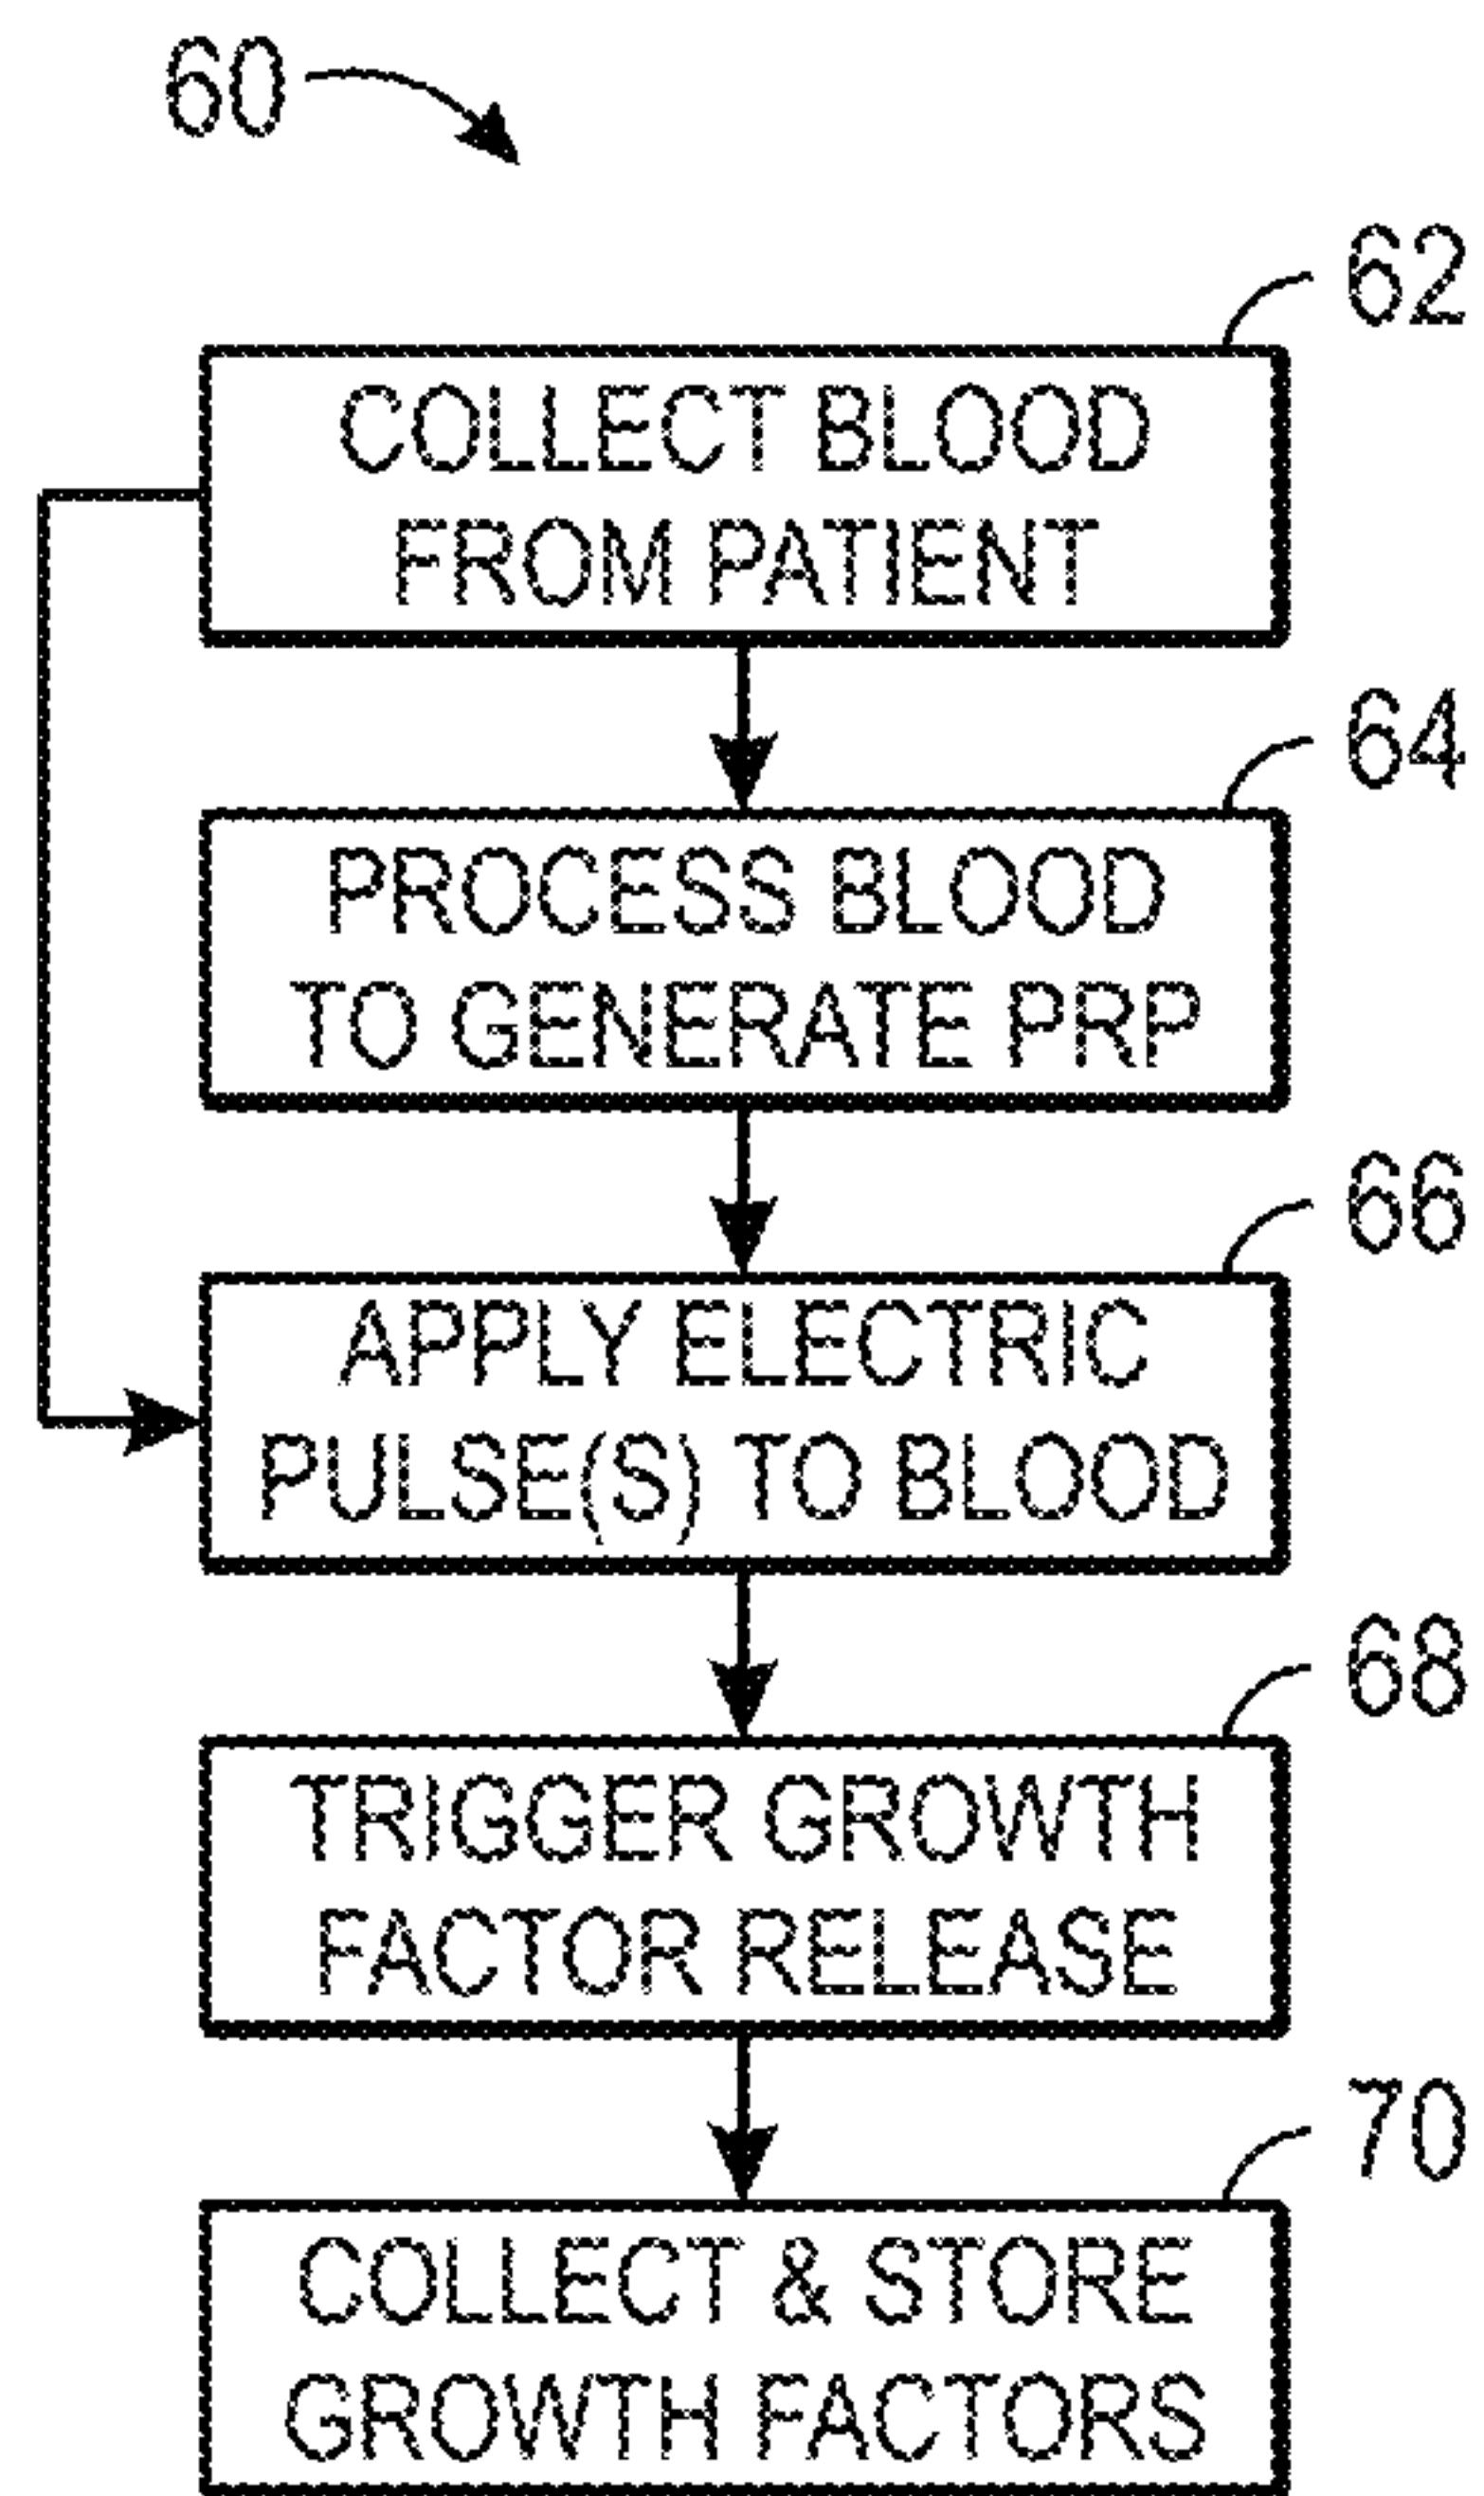 60
62
COLLECT BLOOD
FROM PATIENT
64
PROCESS BLOOD
TO GENERATE PRP
66
APPLY ELECTRIC
PULSE(S) TO BLOOD
68
TRIGGER GROWTH
FACTOR RELEASE
70
COLLECT & STORE
GROWTH FACTORS